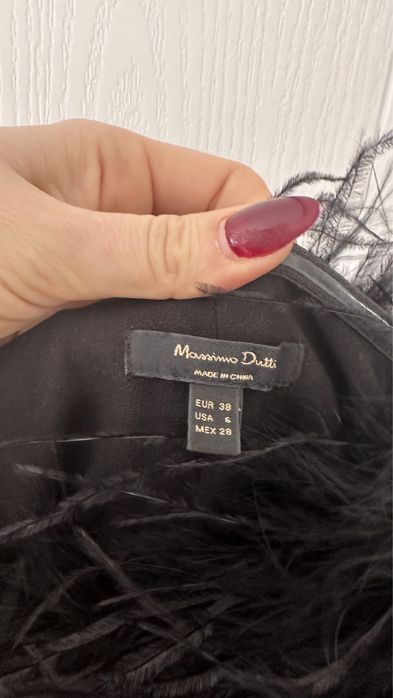 Massimo Dutti
MADE IN CHINA
EUR 38
USA 6
MEX 28